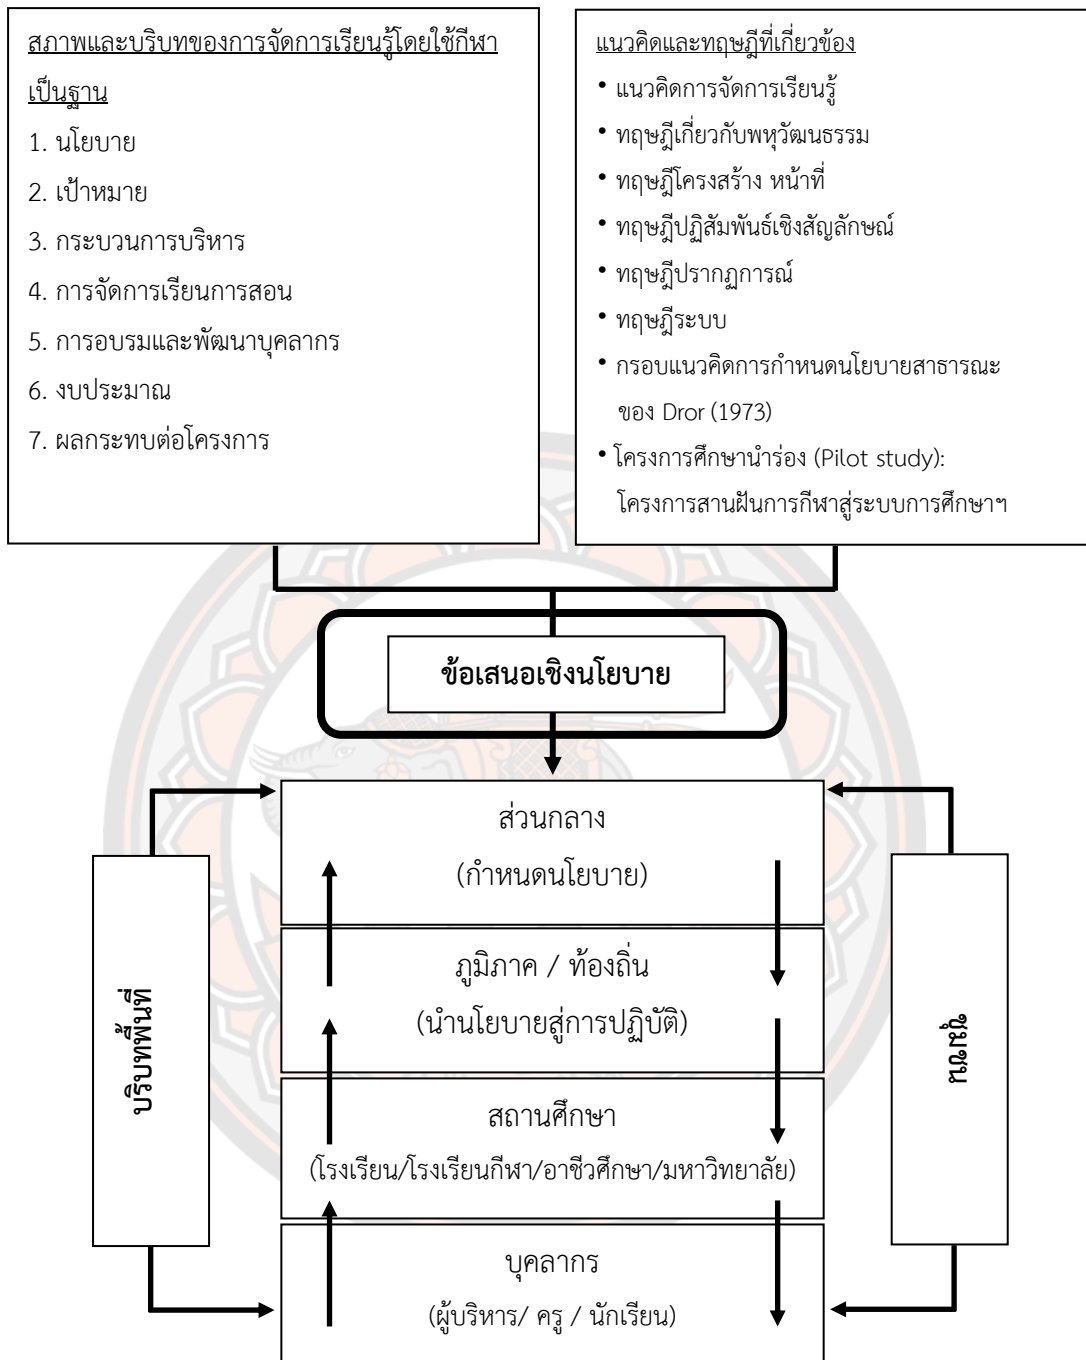 สภาพและบริบทของการจัดการเรียนรู้โดยใช้กีฬา
เป็นฐาน
1. นโยบาย
2. เป้าหมาย
3. กระบวนการบริหาร
4. การจัดการเรียนการสอน
5. การอบรมและพัฒนาบุคลากร
6. งบประมาณ
7. ผลกระทบต่อโครงการ
แนวคิดและทฤษฎีที่เกี่ยวข้อง
• แนวคิดการจัดการเรียนรู้
• ทฤษฎีเกี่ยวกับพหุวัฒนธรรม
• ทฤษฎีโครงสร้าง หน้าที่
• ทฤษฎีปฏิสัมพันธ์เชิงสัญลักษณ์
• ทฤษฎีปรากฏการณ์
• ทฤษฎีระบบ
• กรอบแนวคิดการกำหนดนโยบายสาธารณะ
ของ Dror (1973)
• โครงการศึกษานำร่อง (Pilot study):
โครงการสานฝันการกีฬาสู่ระบบการศึกษาฯ
ข้อเสนอเชิงนโยบาย
ส่วนกลาง
(กำหนดนโยบาย)
ภูมิภาค / ท้องถิ่น
(นำนโยบายสู่การปฏิบัติ)
สถานศึกษา
(โรงเรียน/โรงเรียนกีฬา/อาชีวศึกษา/มหาวิทยาลัย)
บุคลากร
(ผู้บริหาร/ ครู / นักเรียน)
บริบทพื้นที่
ชุมชน